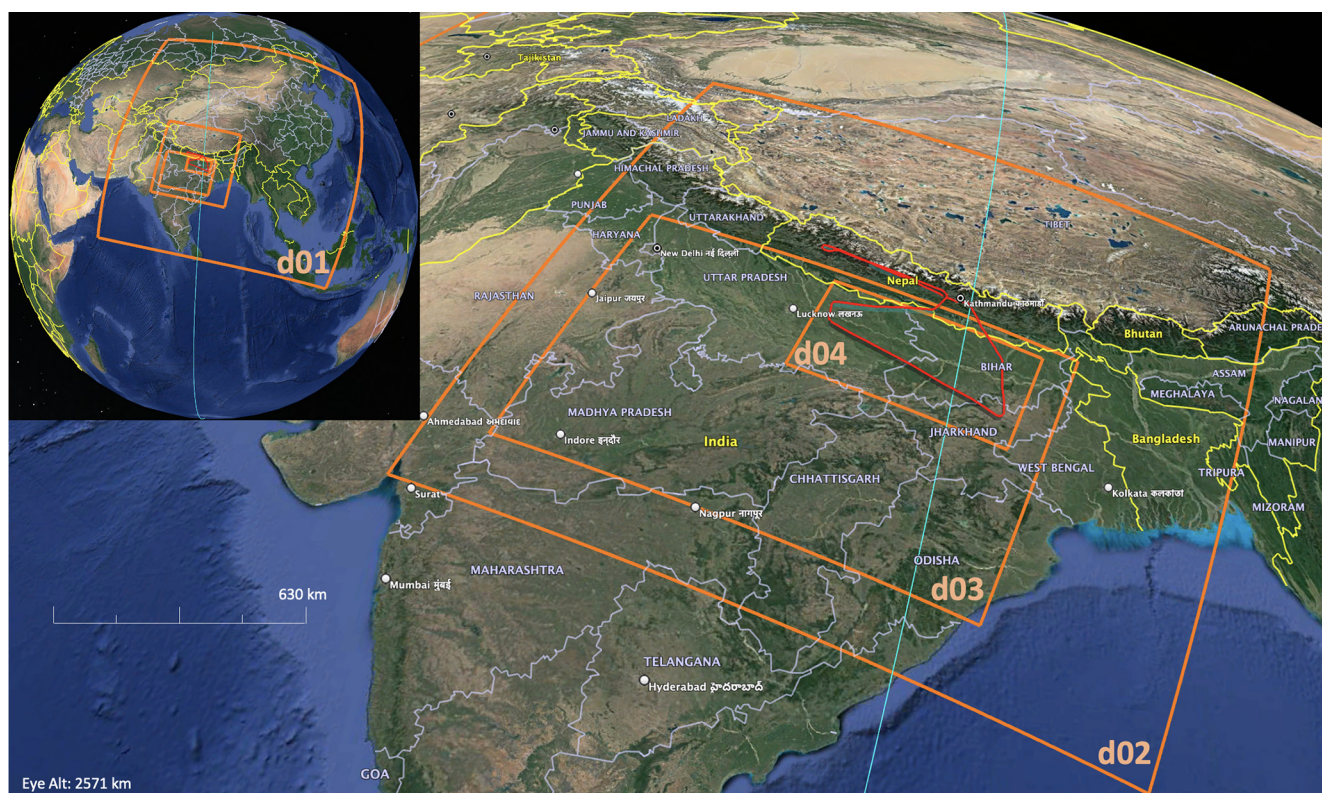 d01
Tajikistan
LADAKH
JAMMU AND KASHMIR
HIMACHAL PRADESH
PUNJAB
UTTARAKHAND
TIBET
HARYANA
New Delhi नई दिल्ली
UTTAR PRADESH
Nepal
RAJASTHAN
Jaipur जयपुर
Kathmandu काठमाडौं
Lucknow लखनऊ
Bhutan
ARUNACHAL PRADE
d04
BIHAR
ASSAM
MEGHALAYA
NAGALAN
MADHYA PRADESH
Ahmedabad અમદાવાદ
Indore इन्दौर
India
JHARKHAND
Bangladesh
MANIPUR
WEST BENGAL
TRIPURA
CHHATTISGARH
Surat
Kolkata কলকাতা
MIZORAM
Nagpur नागपूर
ODISHA
MAHARASHTRA
Mumbai मुंबई
d03
630 km
TELANGANA
Hyderabad హైదరాబాద్
d02
GOA
Eye Alt: 2571 km